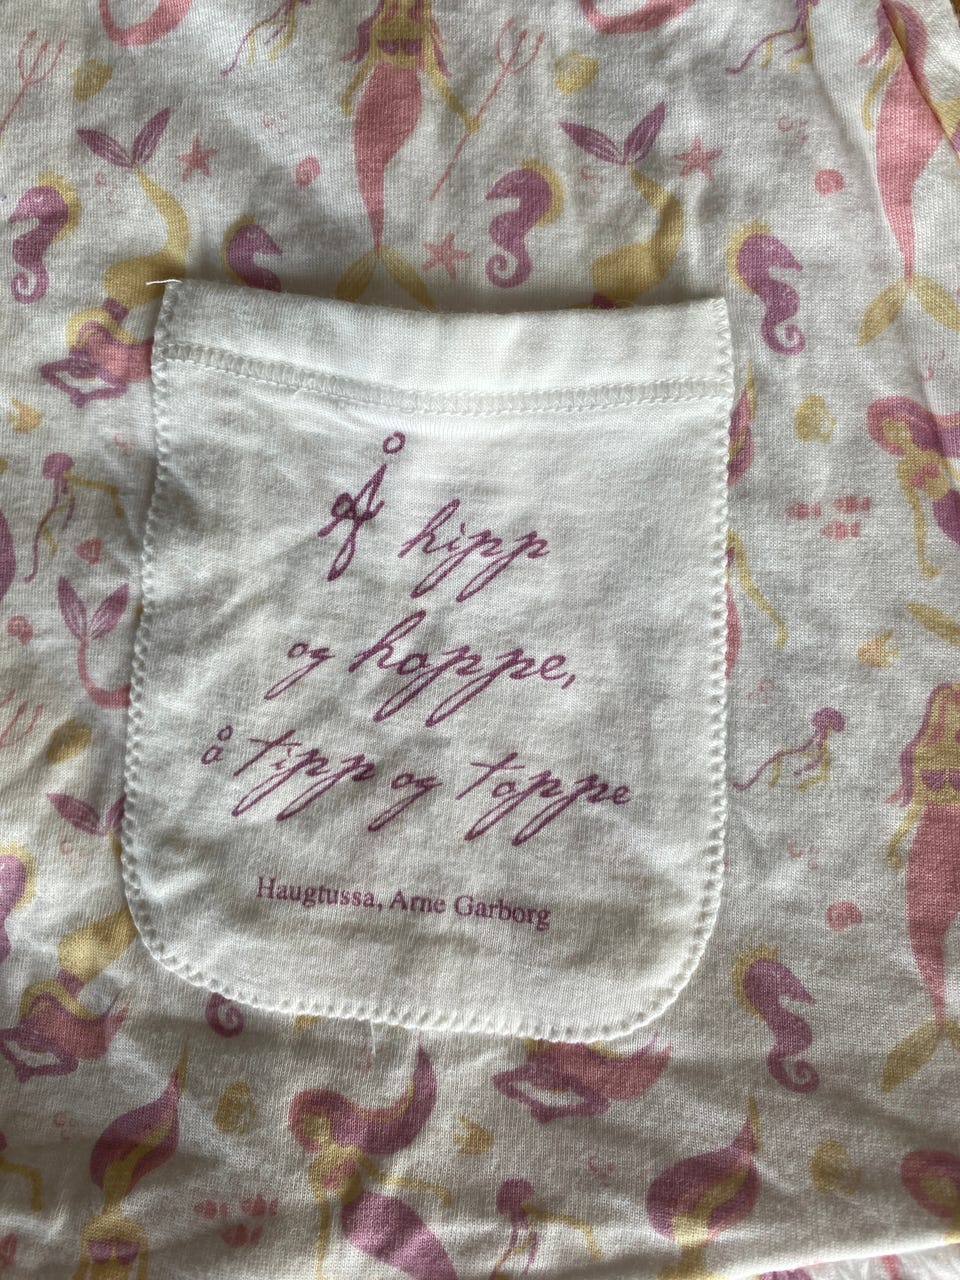 Å hipp
og hoppe,
å tipp og toppe
Haugtussa, Arne Garborg